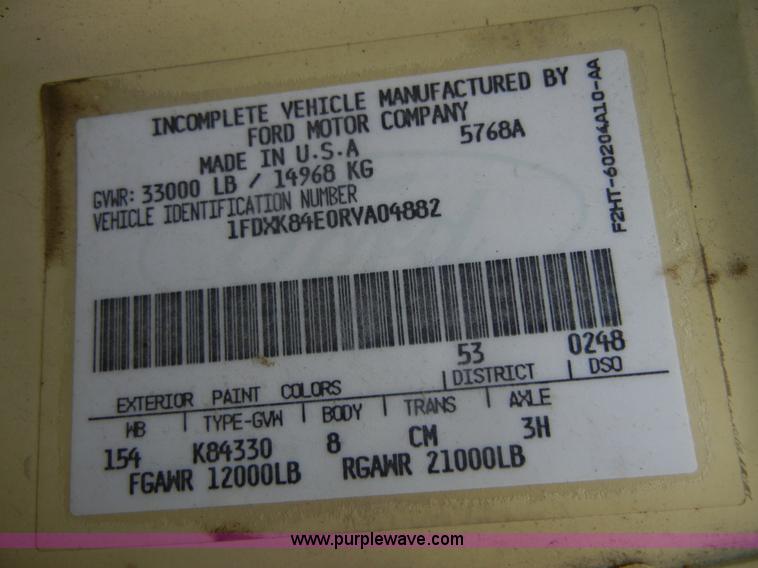 INCOMPLETE VEHICLE MANUFACTURED BY
FORD MOTOR COMPANY
MADE IN U.S.A 5768A
GVWR: 33000 LB / 14968 KG
VEHICLE IDENTIFICATION NUMBER
1FDXK84E0RVA04882
F2HT-60204A10-AA
53 0248
EXTERIOR PAINT COLORS DISTRICT DSO
WB TYPE-GVW BODY TRANS AXLE
154 K84330 8 CM 3H
FGAWR 12000LB RGAWR 21000LB
www.purplewave.com